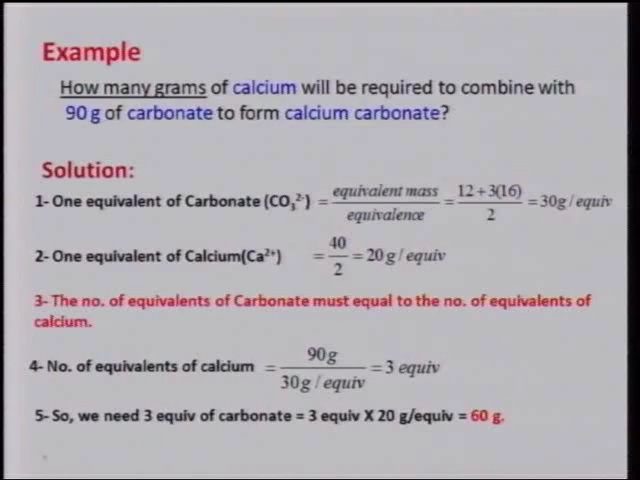 Example
How many grams of calcium will be required to combine with
90 g of carbonate to form calcium carbonate?
Solution:
1- One equivalent of Carbonate (CO₃²⁻) = equivalent mass / equivalence = 12 + 3(16) / 2 = 30g / equiv
2- One equivalent of Calcium(Ca²⁺) = 40 / 2 = 20 g / equiv
3- The no. of equivalents of Carbonate must equal to the no. of equivalents of
calcium.
4- No. of equivalents of calcium = 90g / 30g / equiv = 3 equiv
5- So, we need 3 equiv of carbonate = 3 equiv X 20 g/equiv = 60 g.